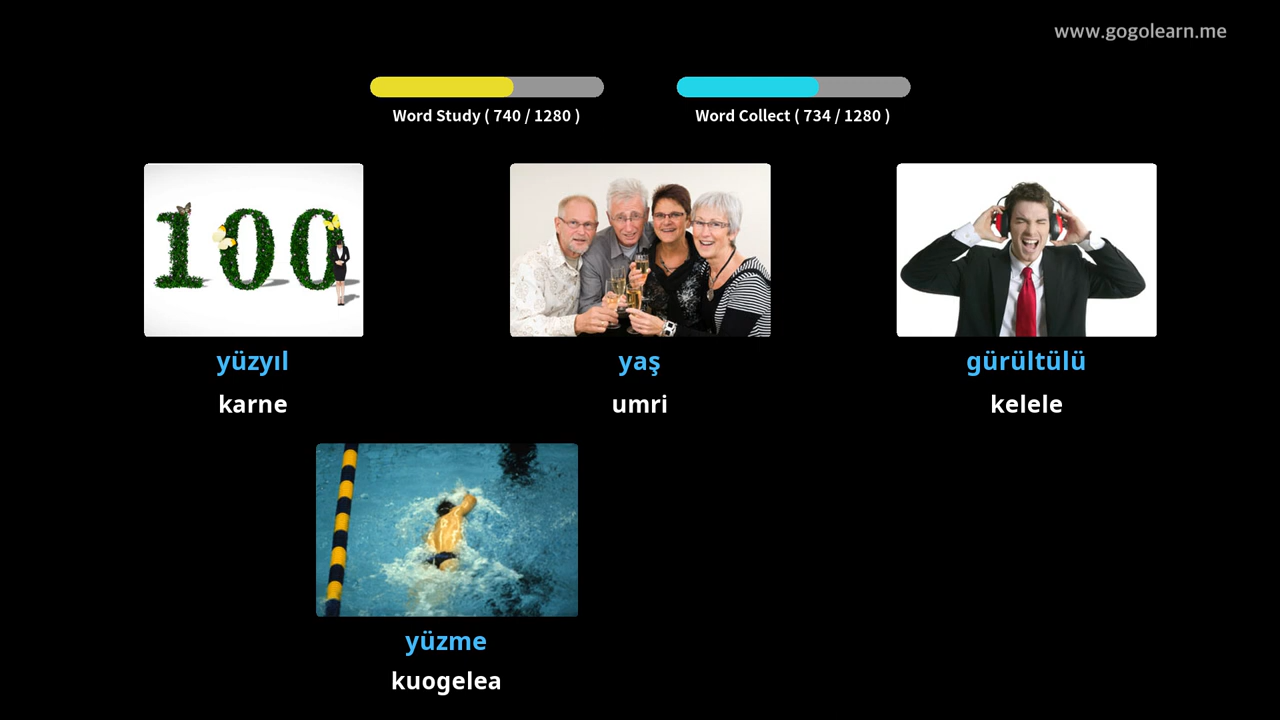 www.gogolearn.me
Word Study ( 740 / 1280 )
Word Collect ( 734 / 1280 )
100
yüzyıl
karne
yaş
umri
gürültülü
kelele
yüzme
kuogelea